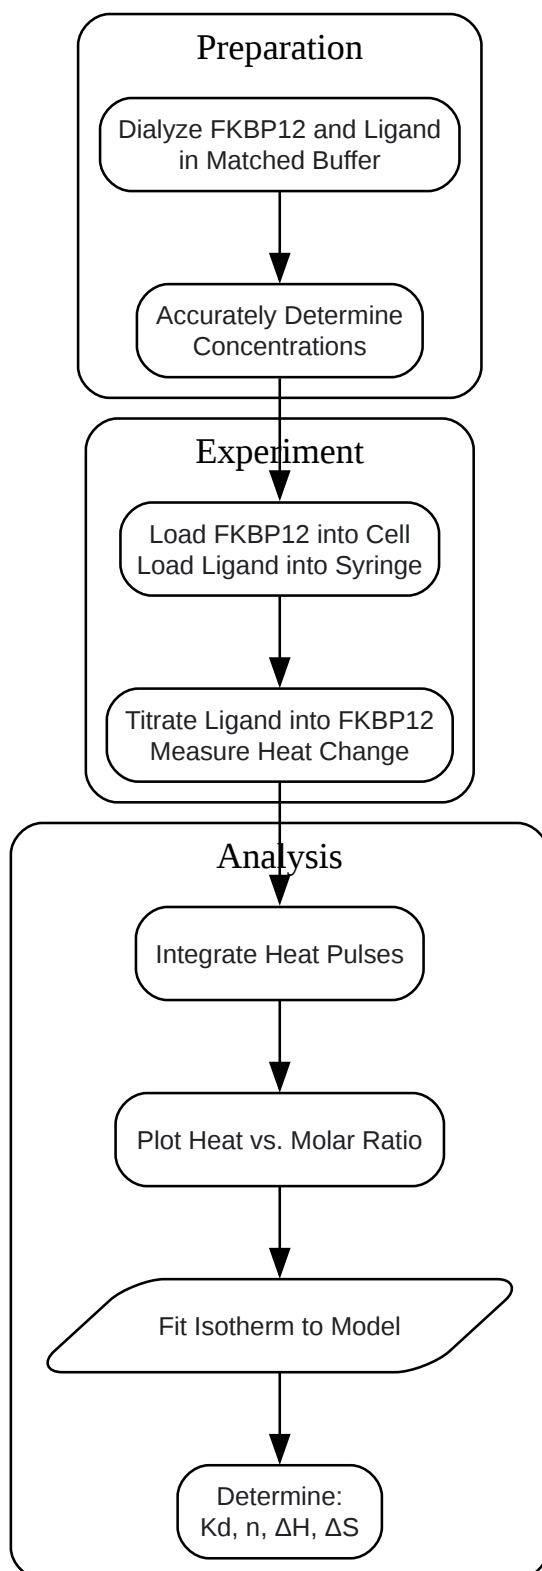 Preparation
Dialyze FKBP12 and Ligand
in Matched Buffer
Accurately Determine
Concentrations
Experiment
Load FKBP12 into Cell
Load Ligand into Syringe
Titrate Ligand into FKBP12
Measure Heat Change
Analysis
Integrate Heat Pulses
Plot Heat vs. Molar Ratio
Fit Isotherm to Model
Determine:
Kd, n, ΔH, ΔS